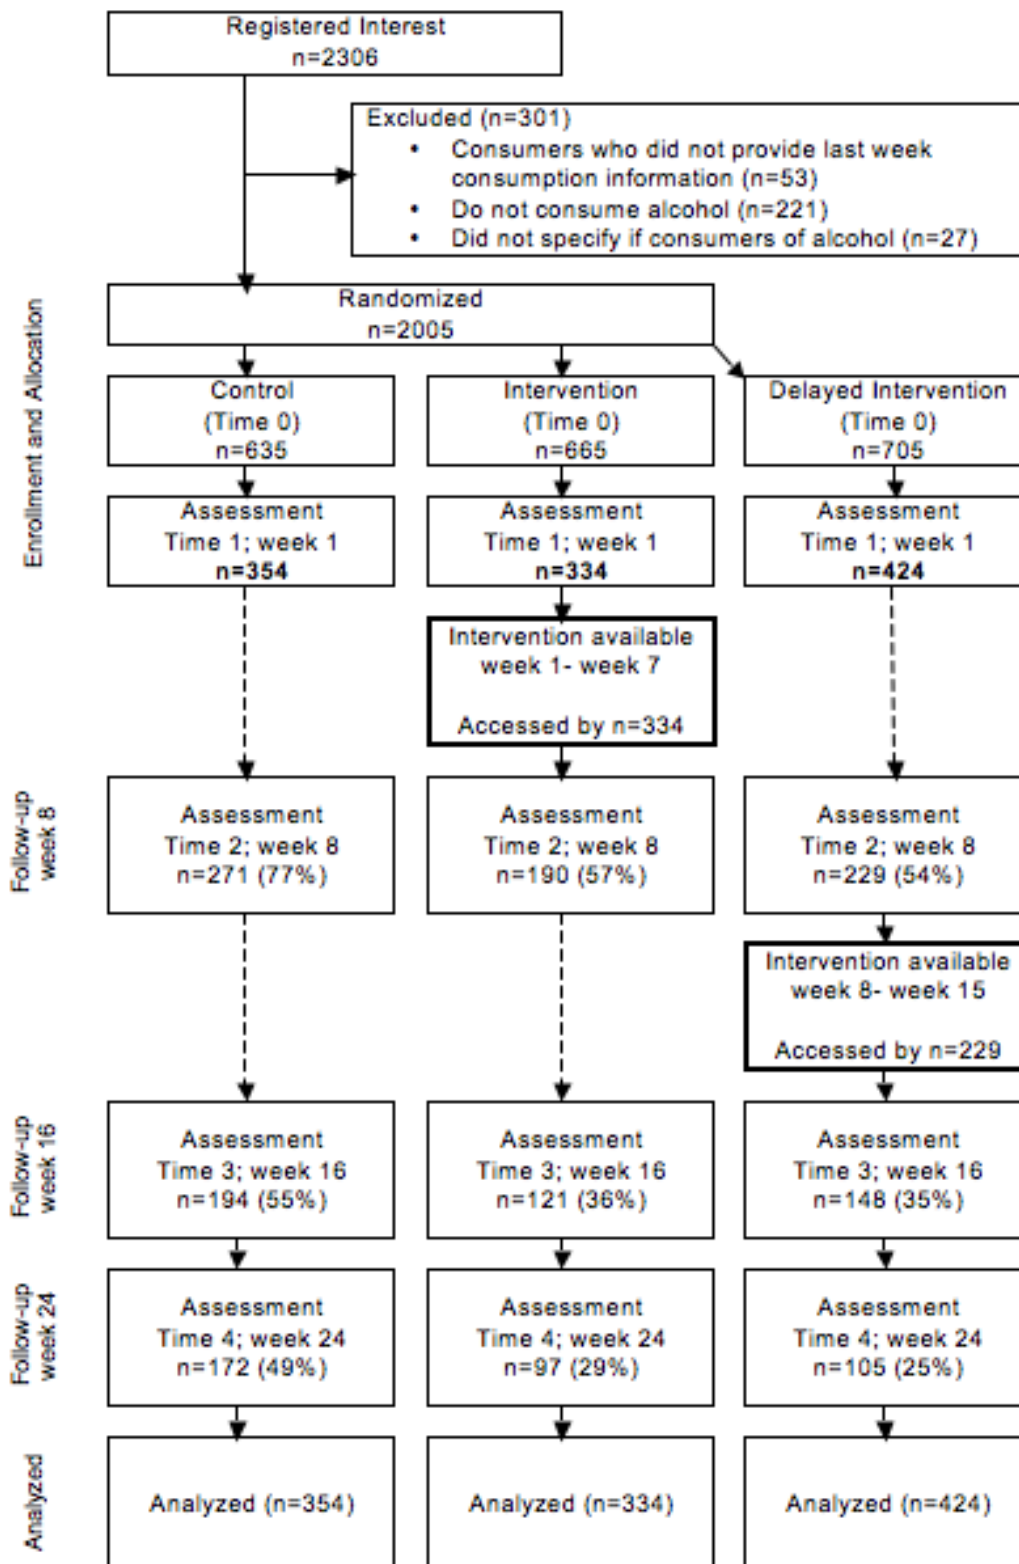 Registered Interest
n=2306
Excluded (n=301)
• Consumers who did not provide last week
consumption information (n=53)
• Do not consume alcohol (n=221)
• Did not specify if consumers of alcohol (n=27)
Enrollment and Allocation
Randomized
n=2005
Control
(Time 0)
n=635
Intervention
(Time 0)
n=665
Delayed Intervention
(Time 0)
n=705
Assessment
Time 1; week 1
n=354
Assessment
Time 1; week 1
n=334
Assessment
Time 1; week 1
n=424
Intervention available
week 1- week 7
Accessed by n=334
Follow-up
week 8
Assessment
Time 2; week 8
n=271 (77%)
Assessment
Time 2; week 8
n=190 (57%)
Assessment
Time 2; week 8
n=229 (54%)
Intervention available
week 8- week 15
Accessed by n=229
Follow-up
week 16
Assessment
Time 3; week 16
n=194 (55%)
Assessment
Time 3; week 16
n=121 (36%)
Assessment
Time 3; week 16
n=148 (35%)
Follow-up
week 24
Assessment
Time 4; week 24
n=172 (49%)
Assessment
Time 4; week 24
n=97 (29%)
Assessment
Time 4; week 24
n=105 (25%)
Analyzed
Analyzed (n=354)
Analyzed (n=334)
Analyzed (n=424)